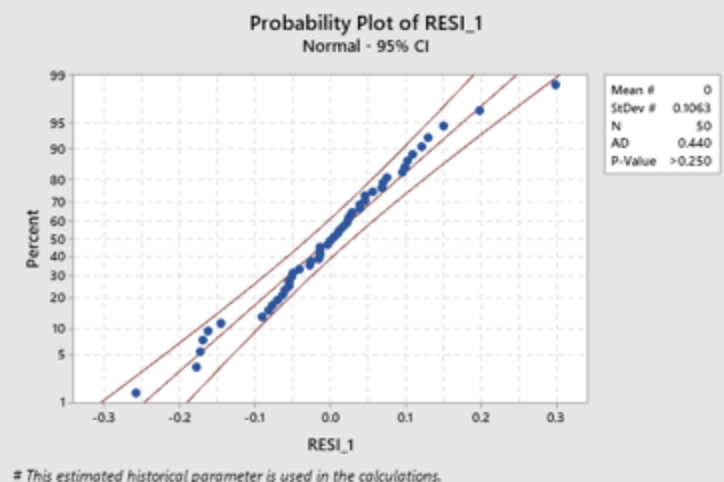 Probability Plot of RESI_1
Normal - 95% CI
99
95
90
80
70
60
50
40
30
20
10
5
1
Percent
-0.3 -0.2 -0.1 0.0 0.1 0.2 0.3
RESI_1
Mean # 0
StDev # 0.1063
N 50
AD 0.440
P-Value >0.250
# This estimated historical parameter is used in the calculations.